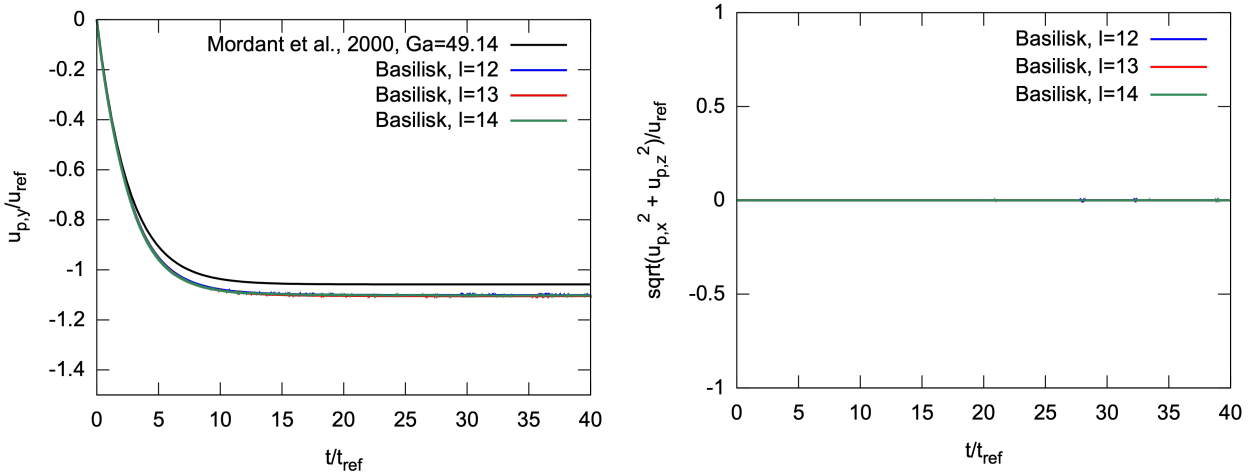 0
-0.2
-0.4
-0.6
-0.8
-1
-1.2
-1.4
0 5 10 15 20 25 30 35 40
u_p,y/u_ref
t/t_ref
Mordant et al., 2000, Ga=49.14
Basilisk, l=12
Basilisk, l=13
Basilisk, l=14
1
0.5
0
-0.5
-1
0 5 10 15 20 25 30 35 40
sqrt(u_p,x^2 + u_p,z^2)/u_ref
t/t_ref
Basilisk, l=12
Basilisk, l=13
Basilisk, l=14